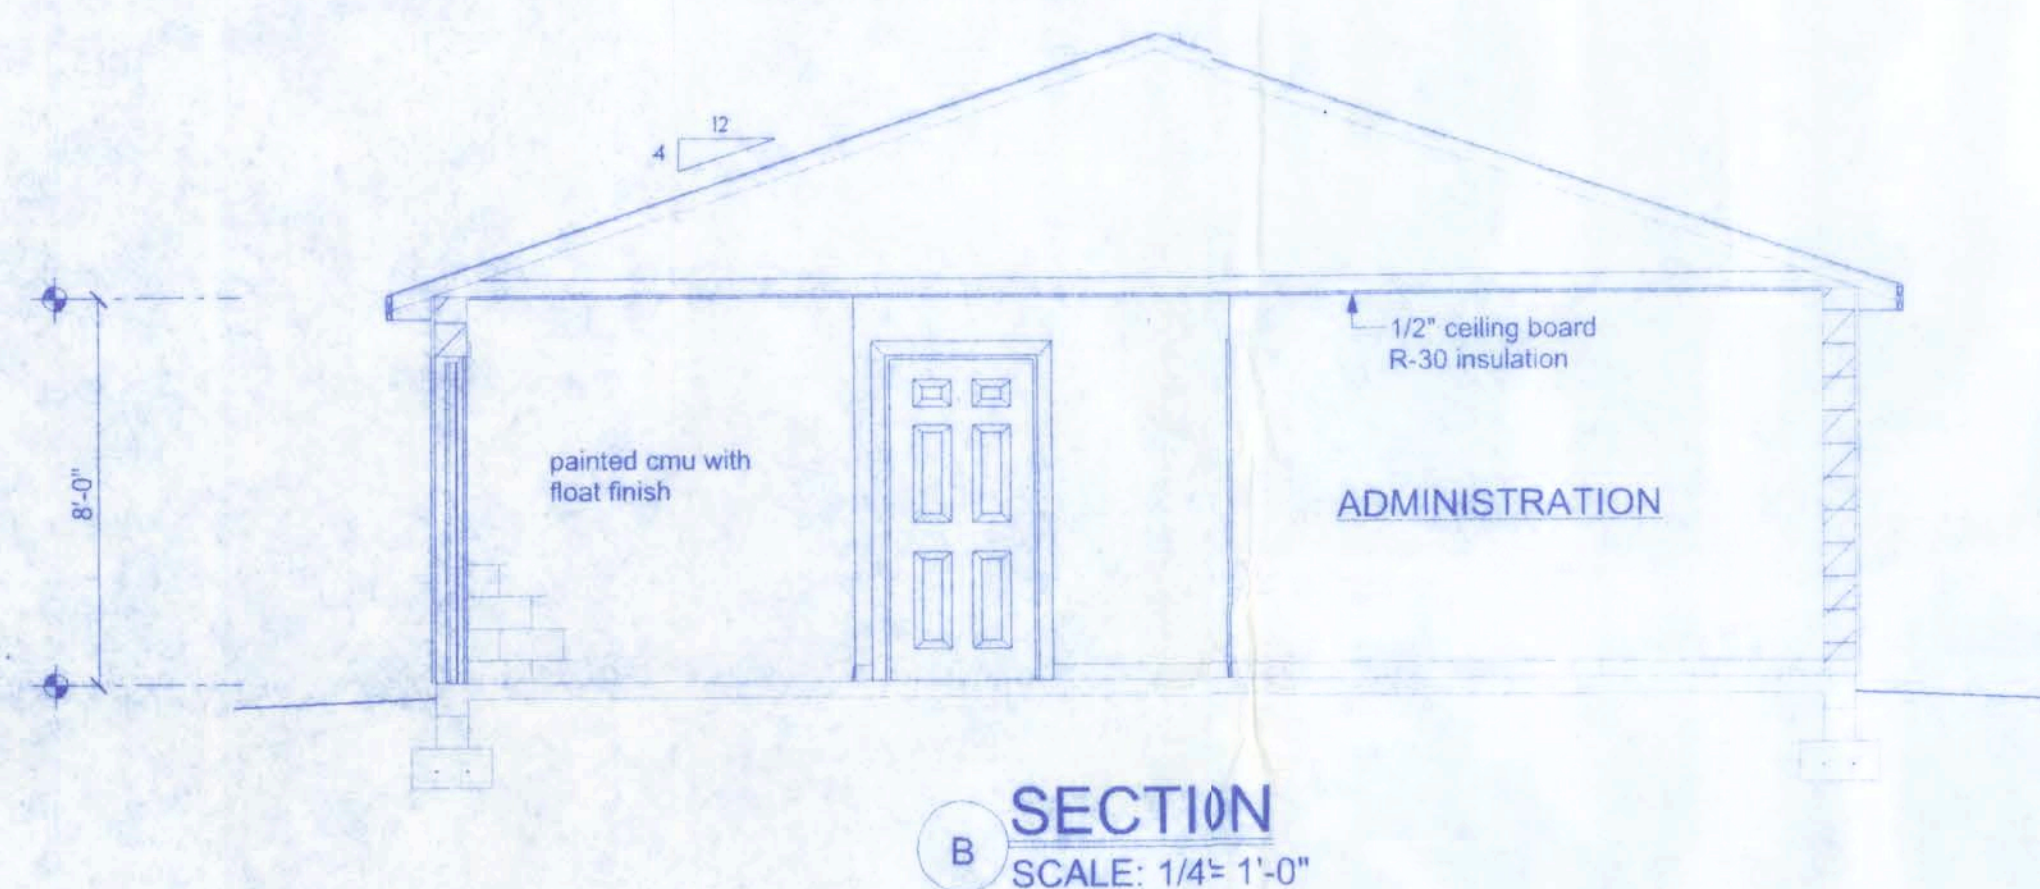 12
4
1/2" ceiling board
R-30 insulation
8'-0"
painted cmu with
float finish
ADMINISTRATION
B
SECTION
SCALE: 1/4"= 1'-0"